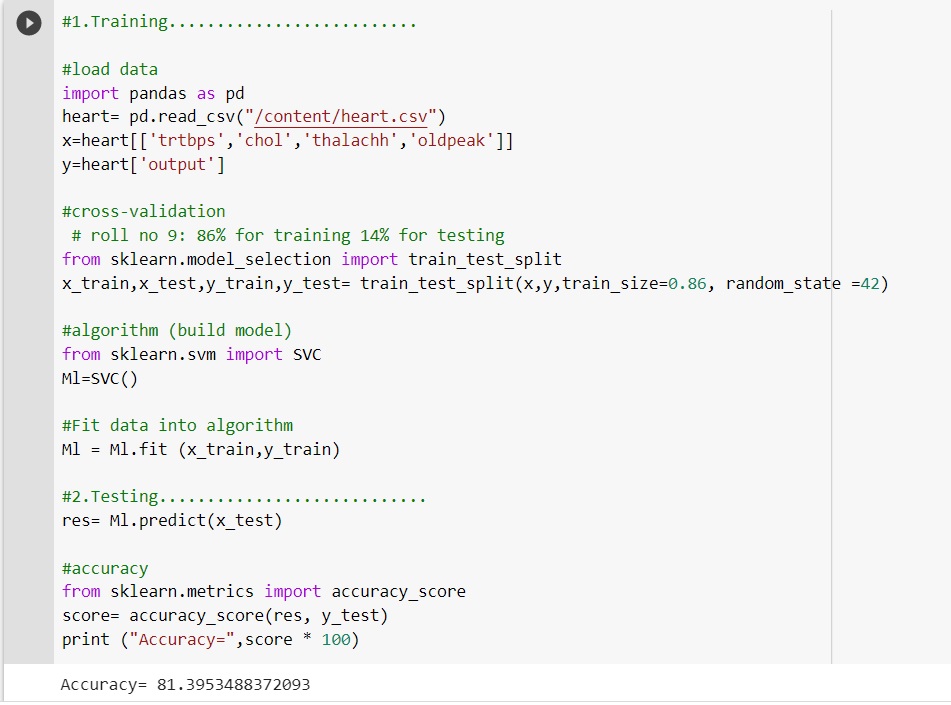 #1.Training..........................
#load data
import pandas as pd
heart= pd.read_csv("/content/heart.csv")
x=heart[['trtbps','chol','thalachh','oldpeak']]
y=heart['output']
#cross-validation
# roll no 9: 86% for training 14% for testing
from sklearn.model_selection import train_test_split
x_train,x_test,y_train,y_test= train_test_split(x,y,train_size=0.86, random_state =42)
#algorithm (build model)
from sklearn.svm import SVC
Ml=SVC()
#Fit data into algorithm
Ml = Ml.fit (x_train,y_train)
#2.Testing............................
res= Ml.predict(x_test)
#accuracy
from sklearn.metrics import accuracy_score
score= accuracy_score(res, y_test)
print ("Accuracy=",score * 100)
Accuracy= 81.3953488372093